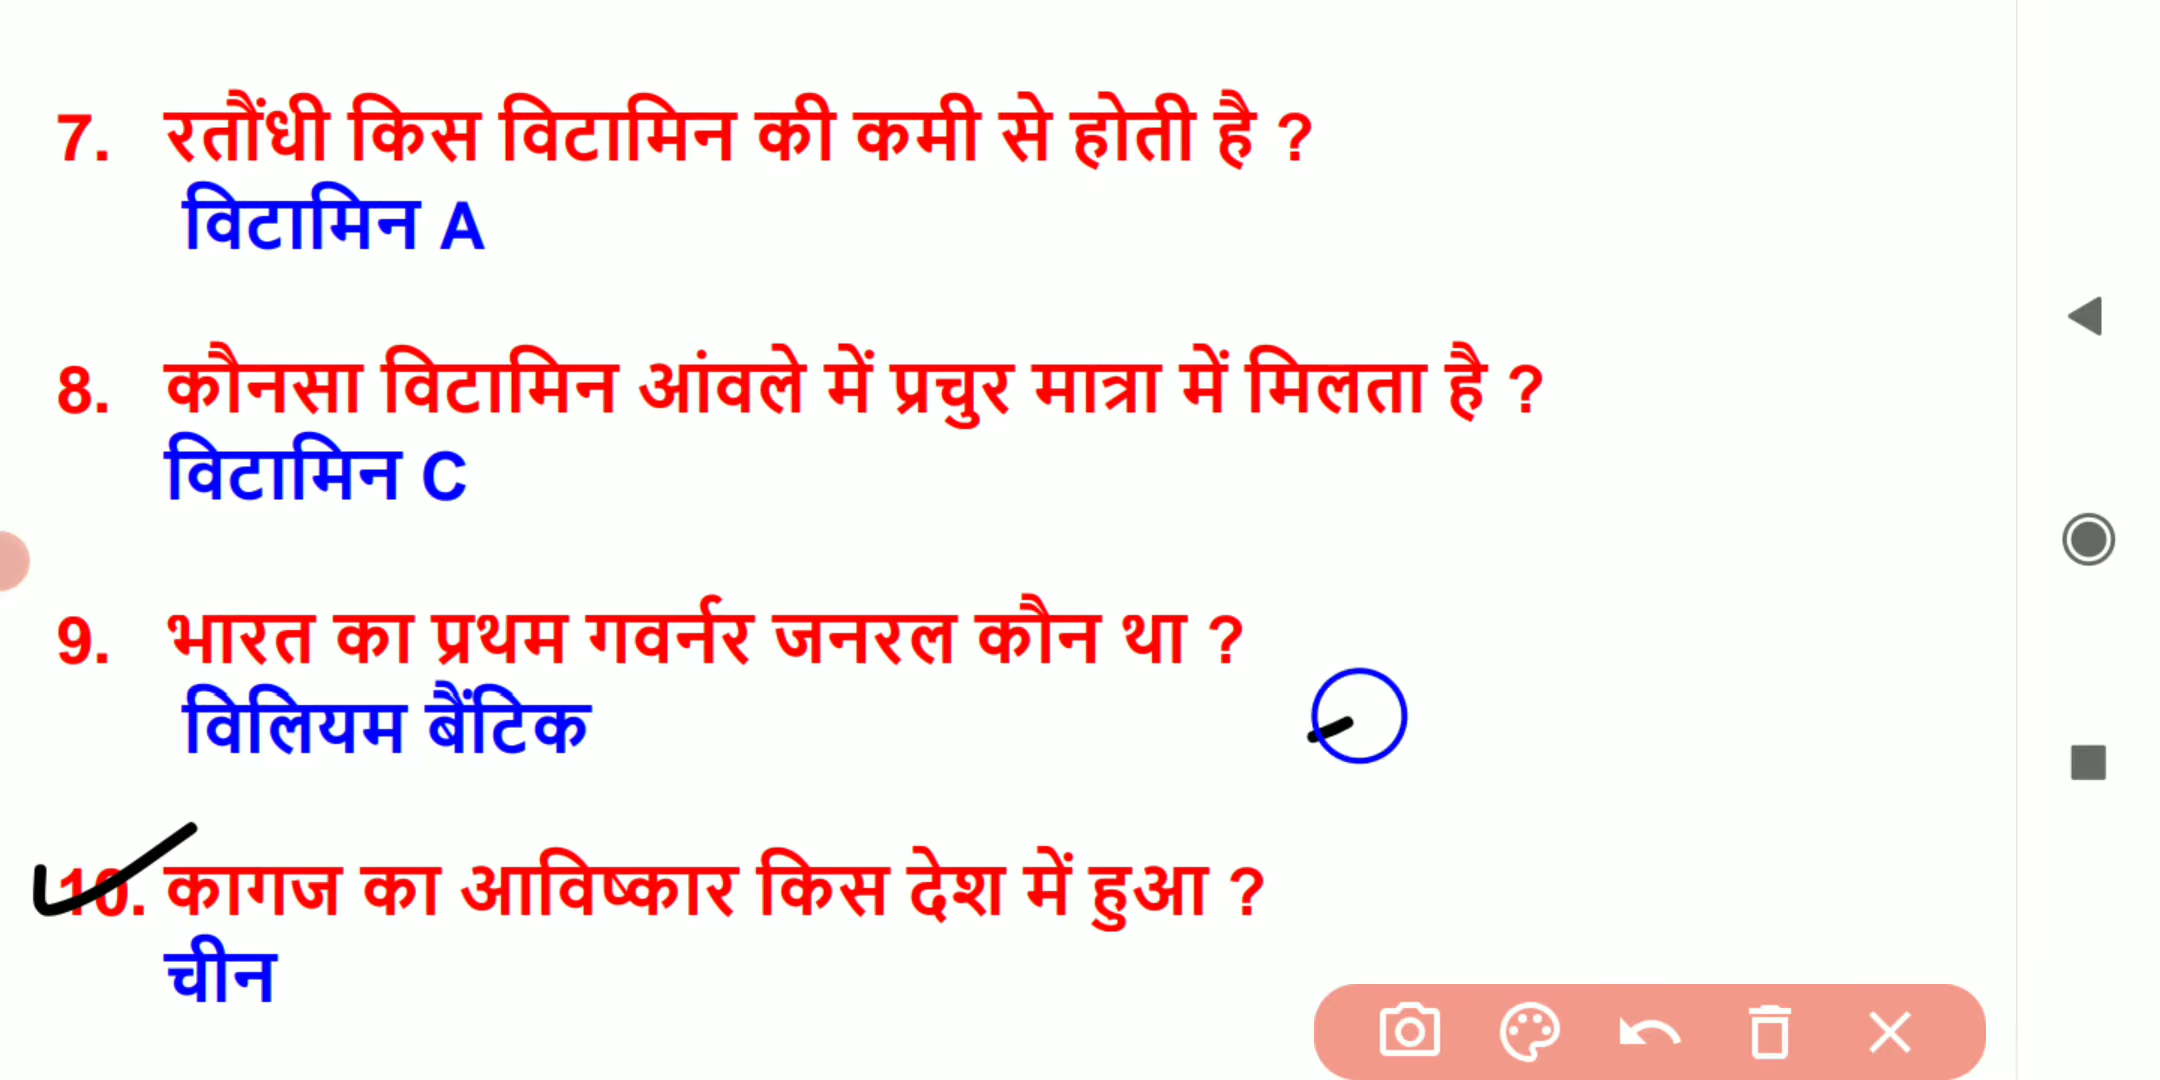 7. रतौंधी किस विटामिन की कमी से होती है ?
विटामिन A
8. कौनसा विटामिन आंवले में प्रचुर मात्रा में मिलता है ?
विटामिन C
9. भारत का प्रथम गवर्नर जनरल कौन था ?
विलियम बैंटिक
10. कागज का आविष्कार किस देश में हुआ ?
चीन